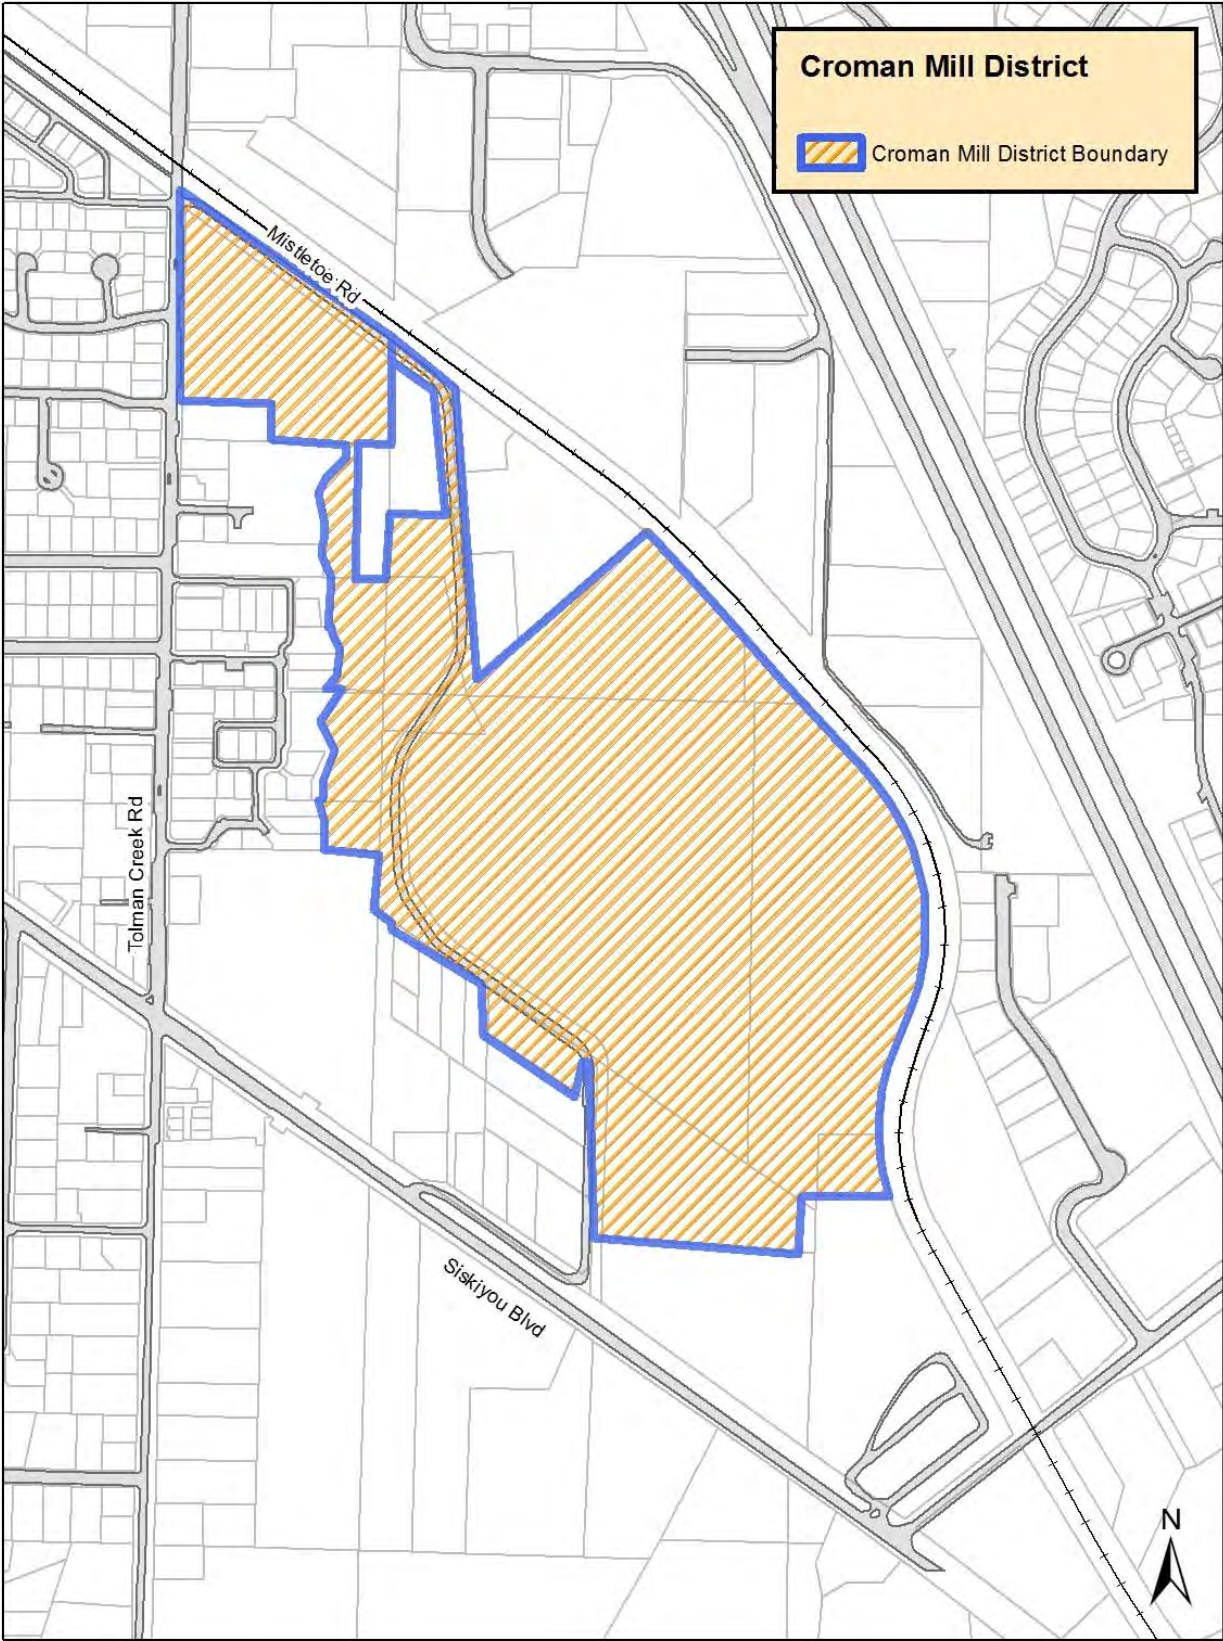 Croman Mill District
Croman Mill District Boundary
Mistletoe Rd
Tolman Creek Rd
Siskiyou Blvd
N